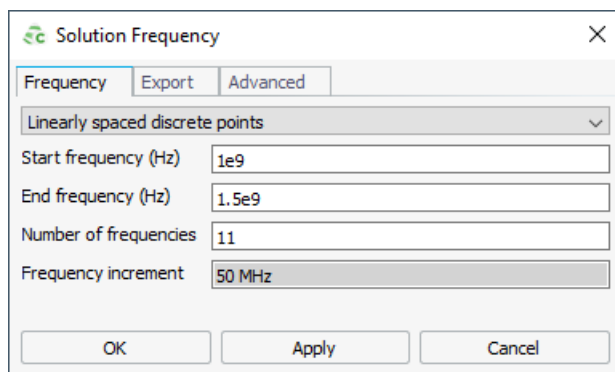 Solution Frequency
Frequency Export Advanced
Linearly spaced discrete points
Start frequency (Hz) 1e9
End frequency (Hz) 1.5e9
Number of frequencies 11
Frequency increment 50 MHz
OK Apply Cancel